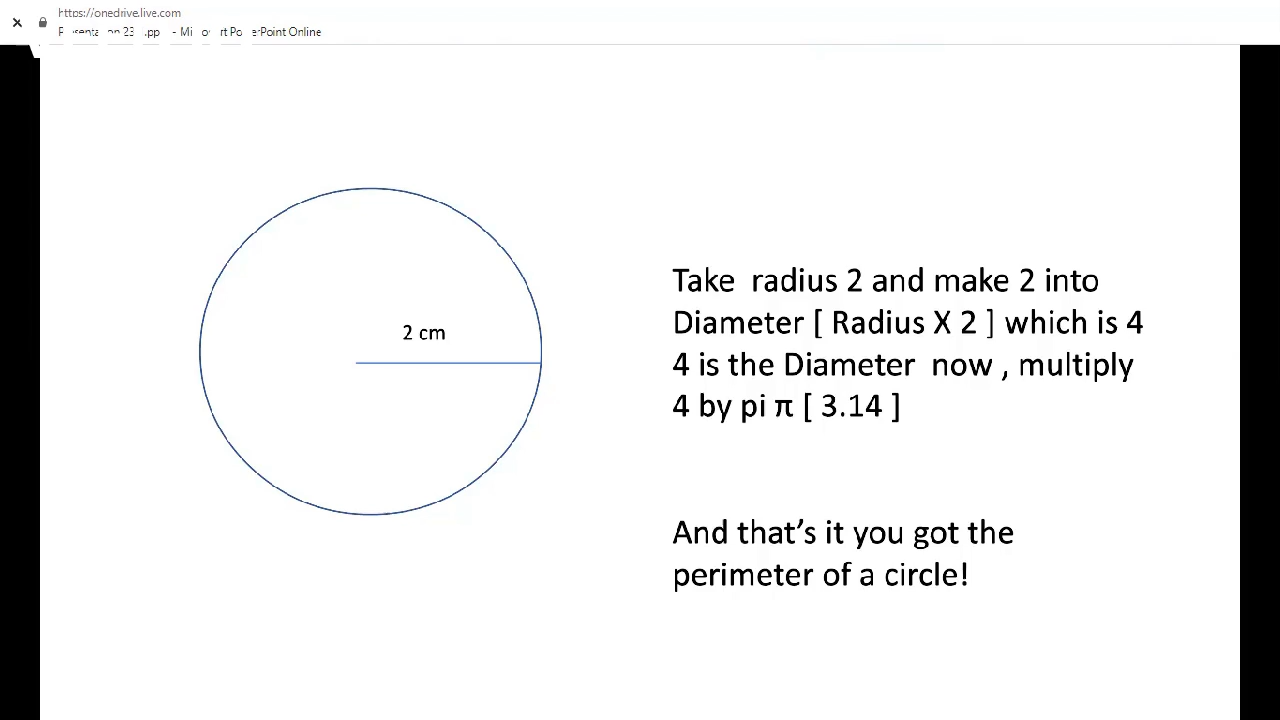 https://onedrive.live.com
PowerPoint Online
2 cm
Take radius 2 and make 2 into
Diameter [ Radius X 2 ] which is 4
4 is the Diameter now , multiply
4 by pi π [ 3.14 ]
And that’s it you got the
perimeter of a circle!